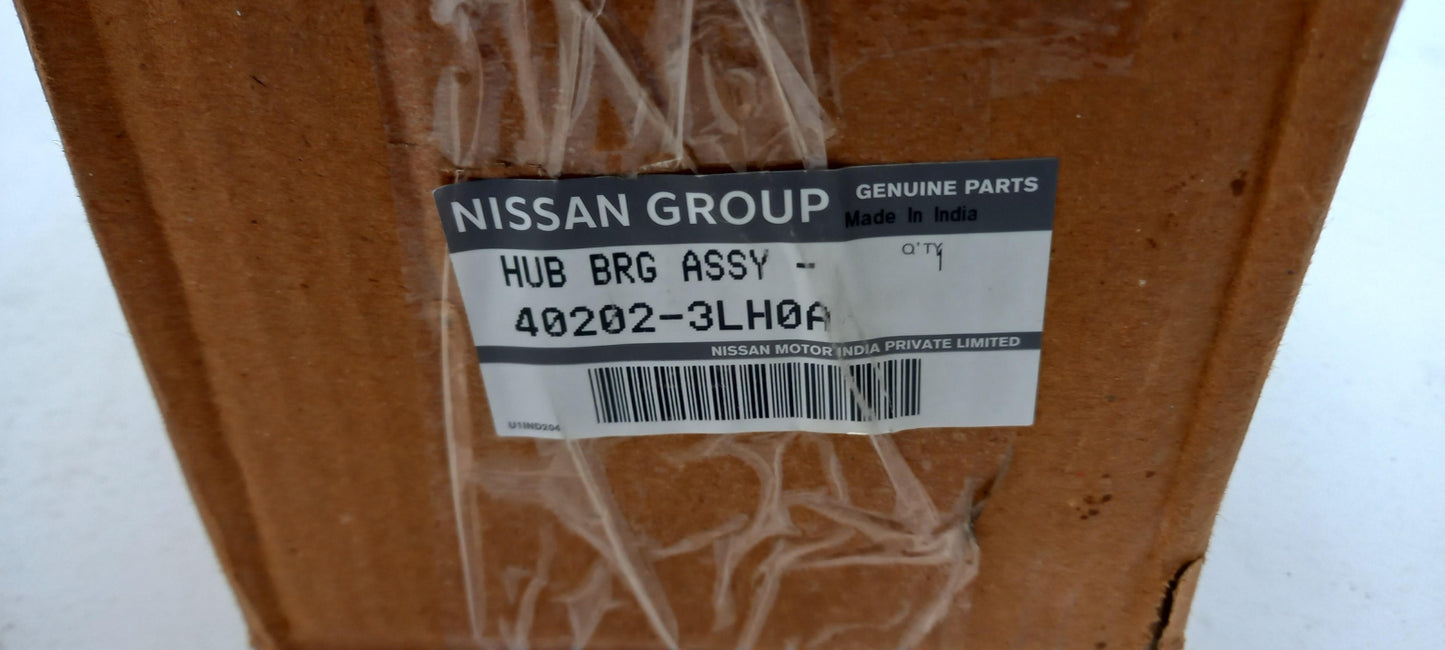 NISSAN GROUP
GENUINE PARTS
Made In India
HUB BRG ASSY -
Q'TY
1
40202-3LH0A
NISSAN MOTOR INDIA PRIVATE LIMITED
U1IND204